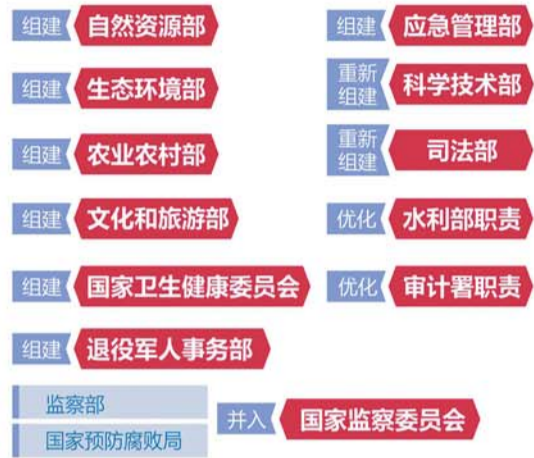 组建 自然资源部
组建 应急管理部
组建 生态环境部
重新组建 科学技术部
组建 农业农村部
重新组建 司法部
组建 文化和旅游部
优化 水利部职责
组建 国家卫生健康委员会
优化 审计署职责
组建 退役军人事务部
监察部
国家预防腐败局
并入 国家监察委员会